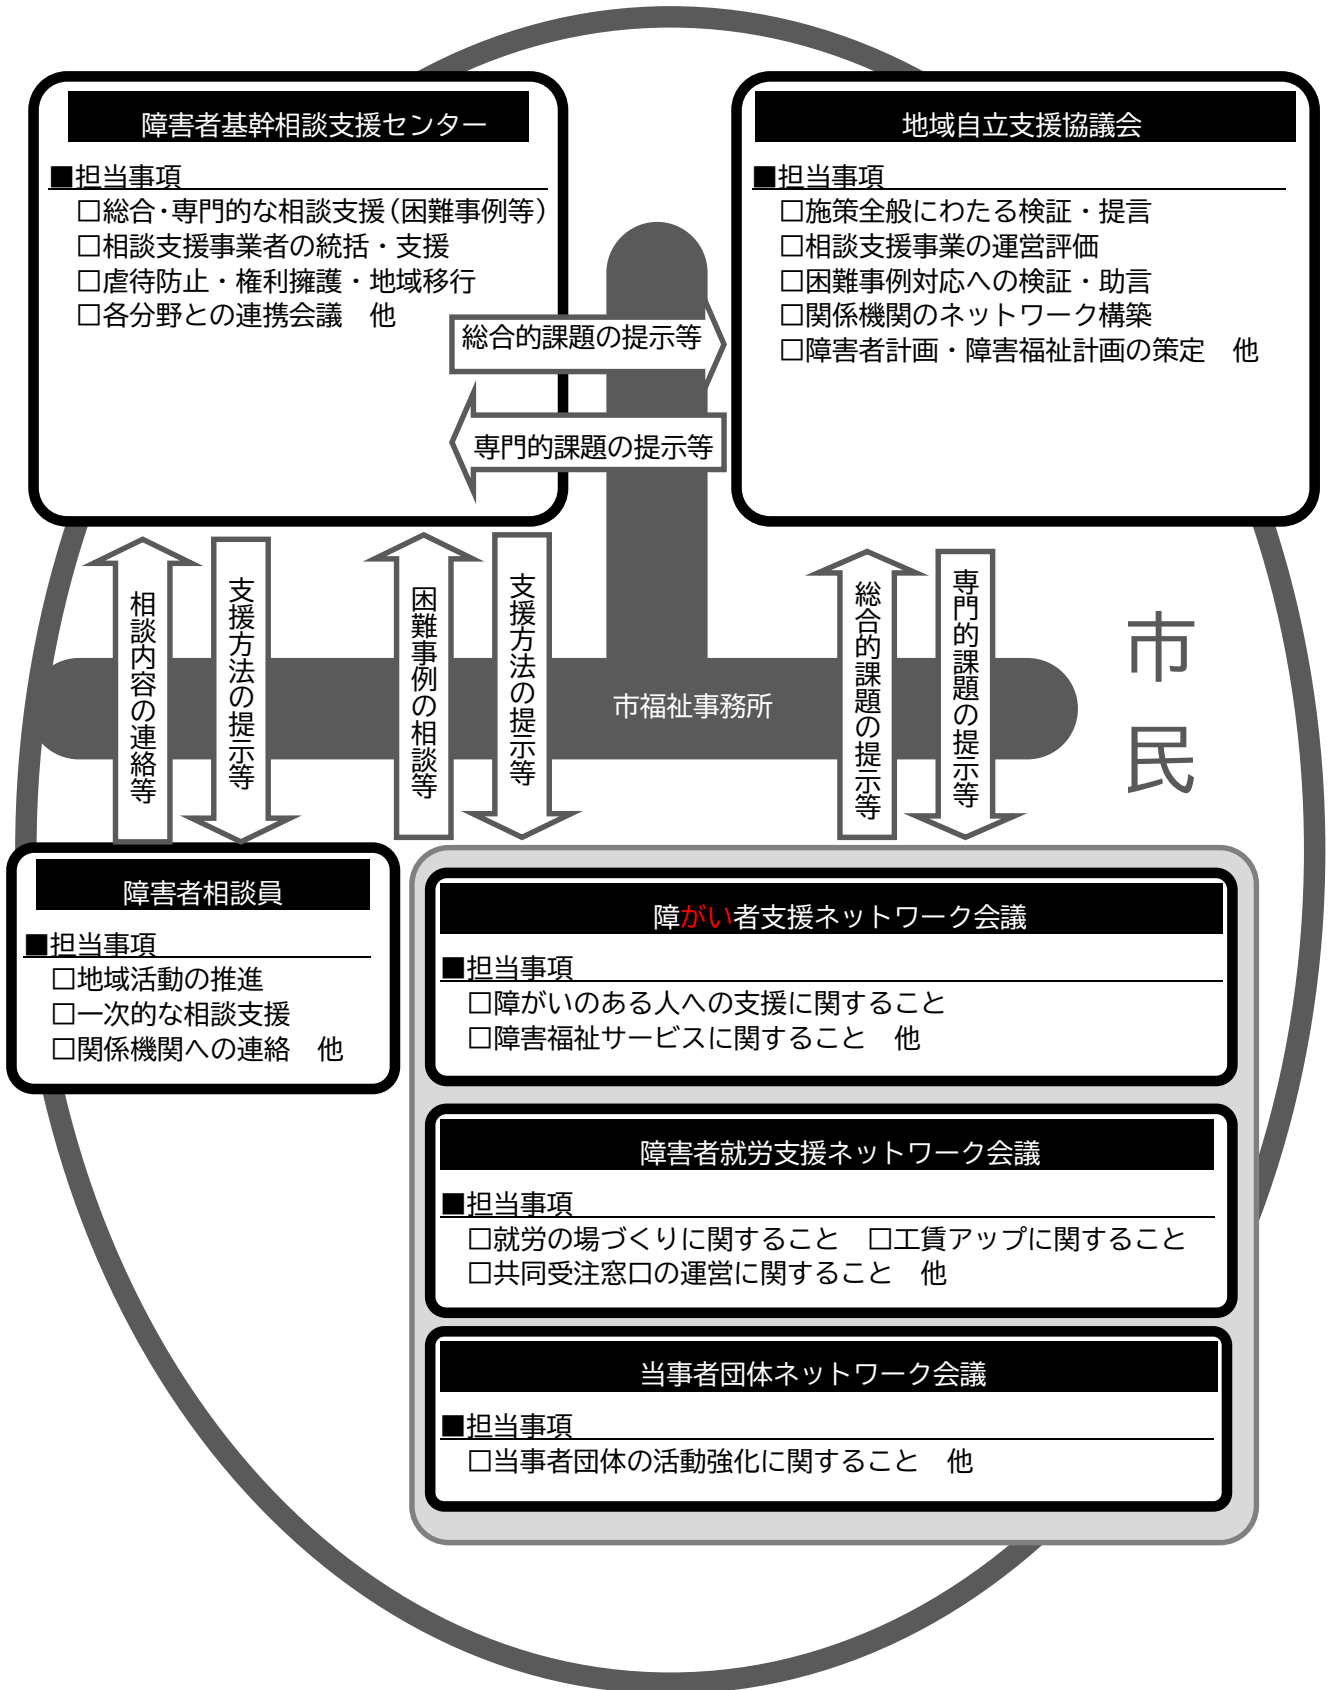 障害者基幹相談支援センター
■担当事項
□総合・専門的な相談支援（困難事例等）
□相談支援事業者の統括・支援
□虐待防止・権利擁護・地域移行
□各分野との連携会議　他
地域自立支援協議会
■担当事項
□施策全般にわたる検証・提言
□相談支援事業の運営評価
□困難事例対応への検証・助言
□関係機関のネットワーク構築
□障害者計画・障害福祉計画の策定　他
総合的課題の提示等
専門的課題の提示等
相談内容の連絡等
支援方法の提示等
困難事例の相談等
支援方法の提示等
市福祉事務所
総合的課題の提示等
専門的課題の提示等
市民
障害者相談員
■担当事項
□地域活動の推進
□一次的な相談支援
□関係機関への連絡　他
障がい者支援ネットワーク会議
■担当事項
□障がいのある人への支援に関すること
□障害福祉サービスに関すること　他
障害者就労支援ネットワーク会議
■担当事項
□就労の場づくりに関すること　□工賃アップに関すること
□共同受注窓口の運営に関すること　他
当事者団体ネットワーク会議
■担当事項
□当事者団体の活動強化に関すること　他